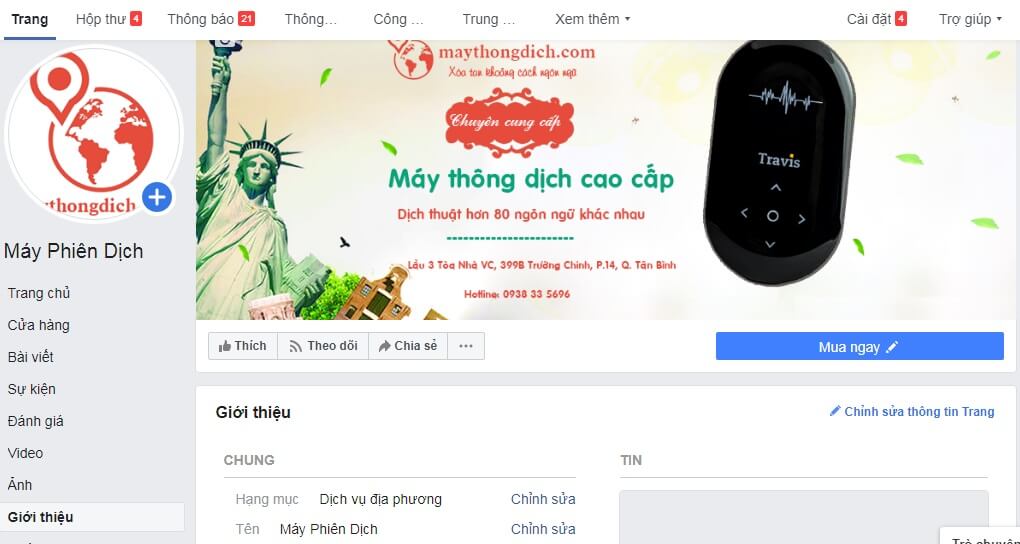 Trang Hộp thư 4 Thông báo 21 Thông... Công ... Trung ... Xem thêm Cài đặt 4 Trợ giúp
maythongdich.com
Xóa tan khoảng cách ngôn ngữ
Chuyên cung cấp
Máy thông dịch cao cấp
Dịch thuật hơn 80 ngôn ngữ khác nhau
Lầu 3 Tòa Nhà VC, 399B Trường Chinh, P.14, Q. Tân Bình
Hotline: 0938 33 5696
Travis
ythongdich
Máy Phiên Dịch
Trang chủ
Cửa hàng
Bài viết
Sự kiện
Đánh giá
Video
Ảnh
Giới thiệu
Thích Theo dõi Chia sẻ ...
Mua ngay
Giới thiệu
Chỉnh sửa thông tin Trang
CHUNG
Hạng mục Dịch vụ địa phương Chỉnh sửa
Tên Máy Phiên Dịch Chỉnh sửa
TIN